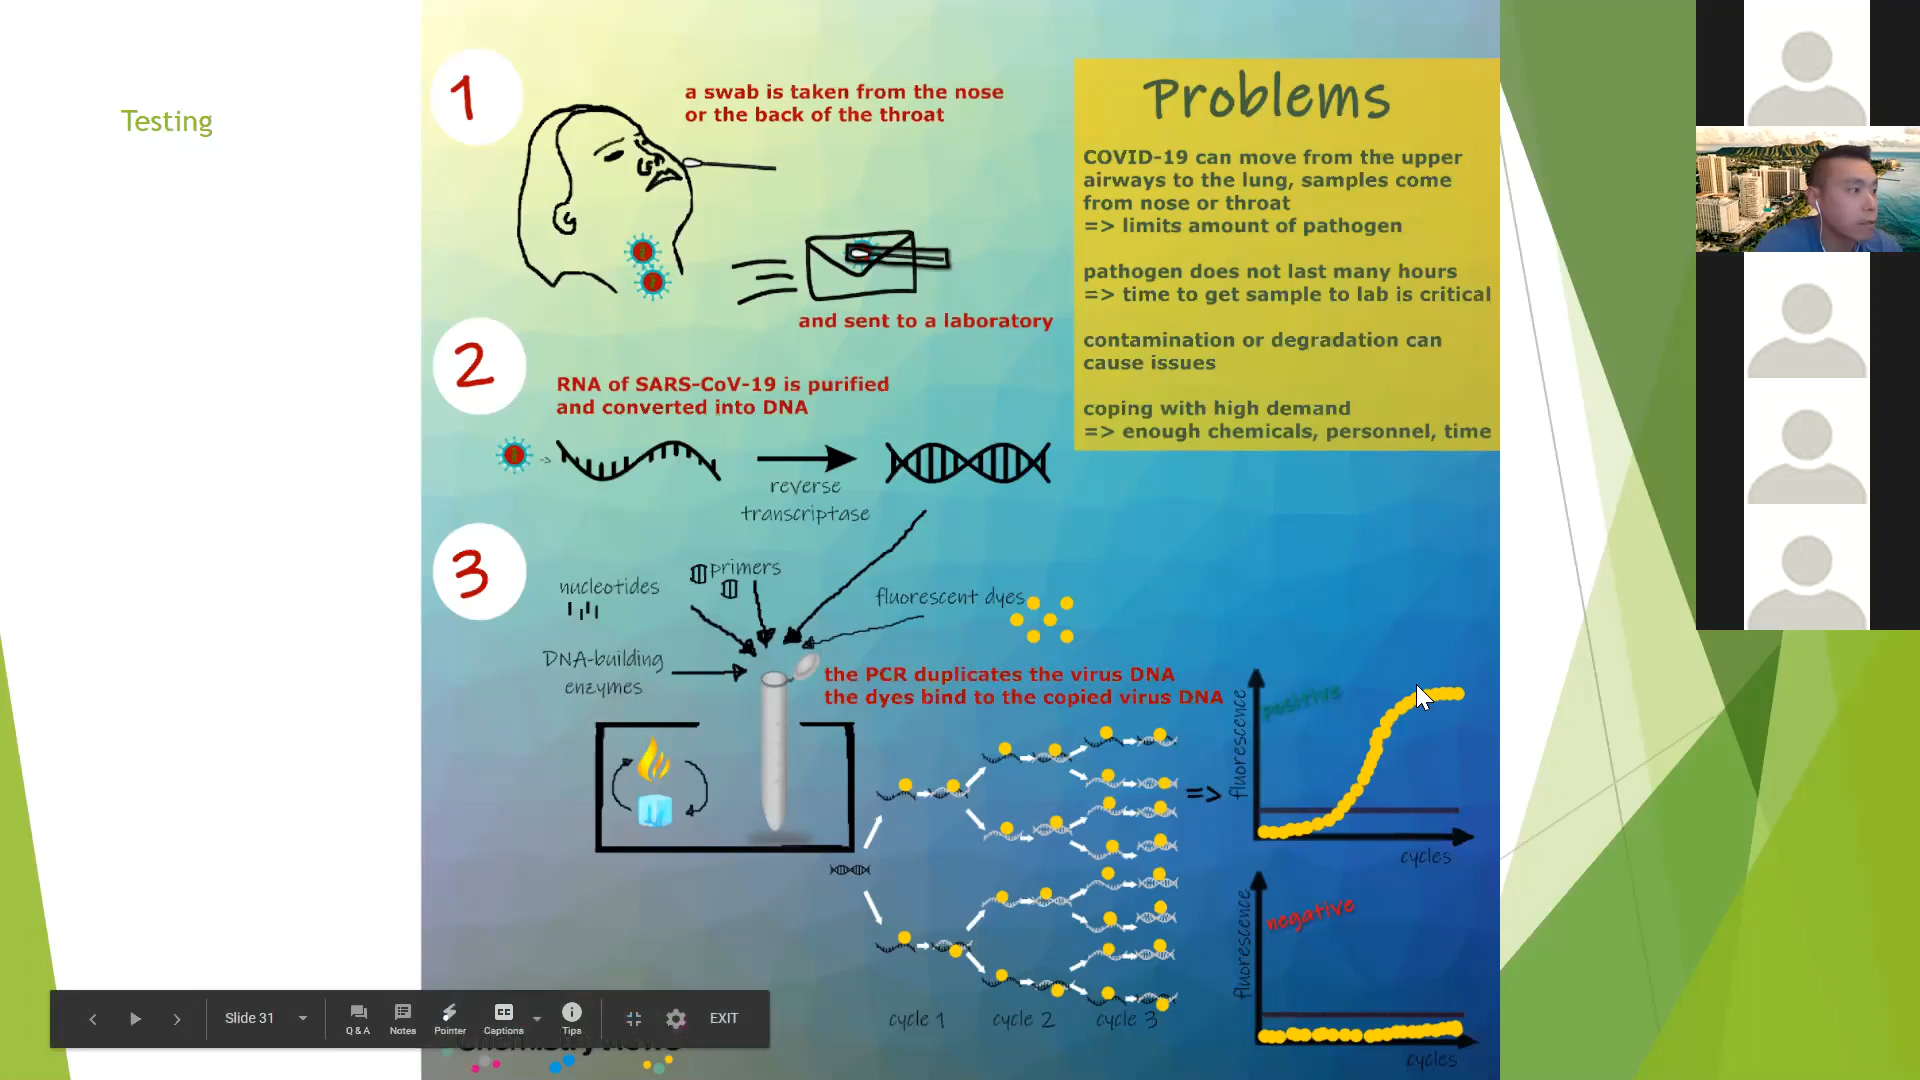 Testing
1
a swab is taken from the nose
or the back of the throat
and sent to a laboratory
Problems
COVID-19 can move from the upper
airways to the lung, samples come
from nose or throat
=> limits amount of pathogen
pathogen does not last many hours
=> time to get sample to lab is critical
contamination or degradation can
cause issues
coping with high demand
=> enough chemicals, personnel, time
2
RNA of SARS-CoV-19 is purified
and converted into DNA
reverse
transcriptase
3
nucleotides
primers
fluorescent dyes
DNA-building
enzymes
the PCR duplicates the virus DNA
the dyes bind to the copied virus DNA
=>
fluorescence
positive
cycles
fluorescence
negative
cycles
cycle 1
cycle 2
cycle 3
Slide 31
Q & A
Notes
Pointer
CC
Captions
Tips
EXIT